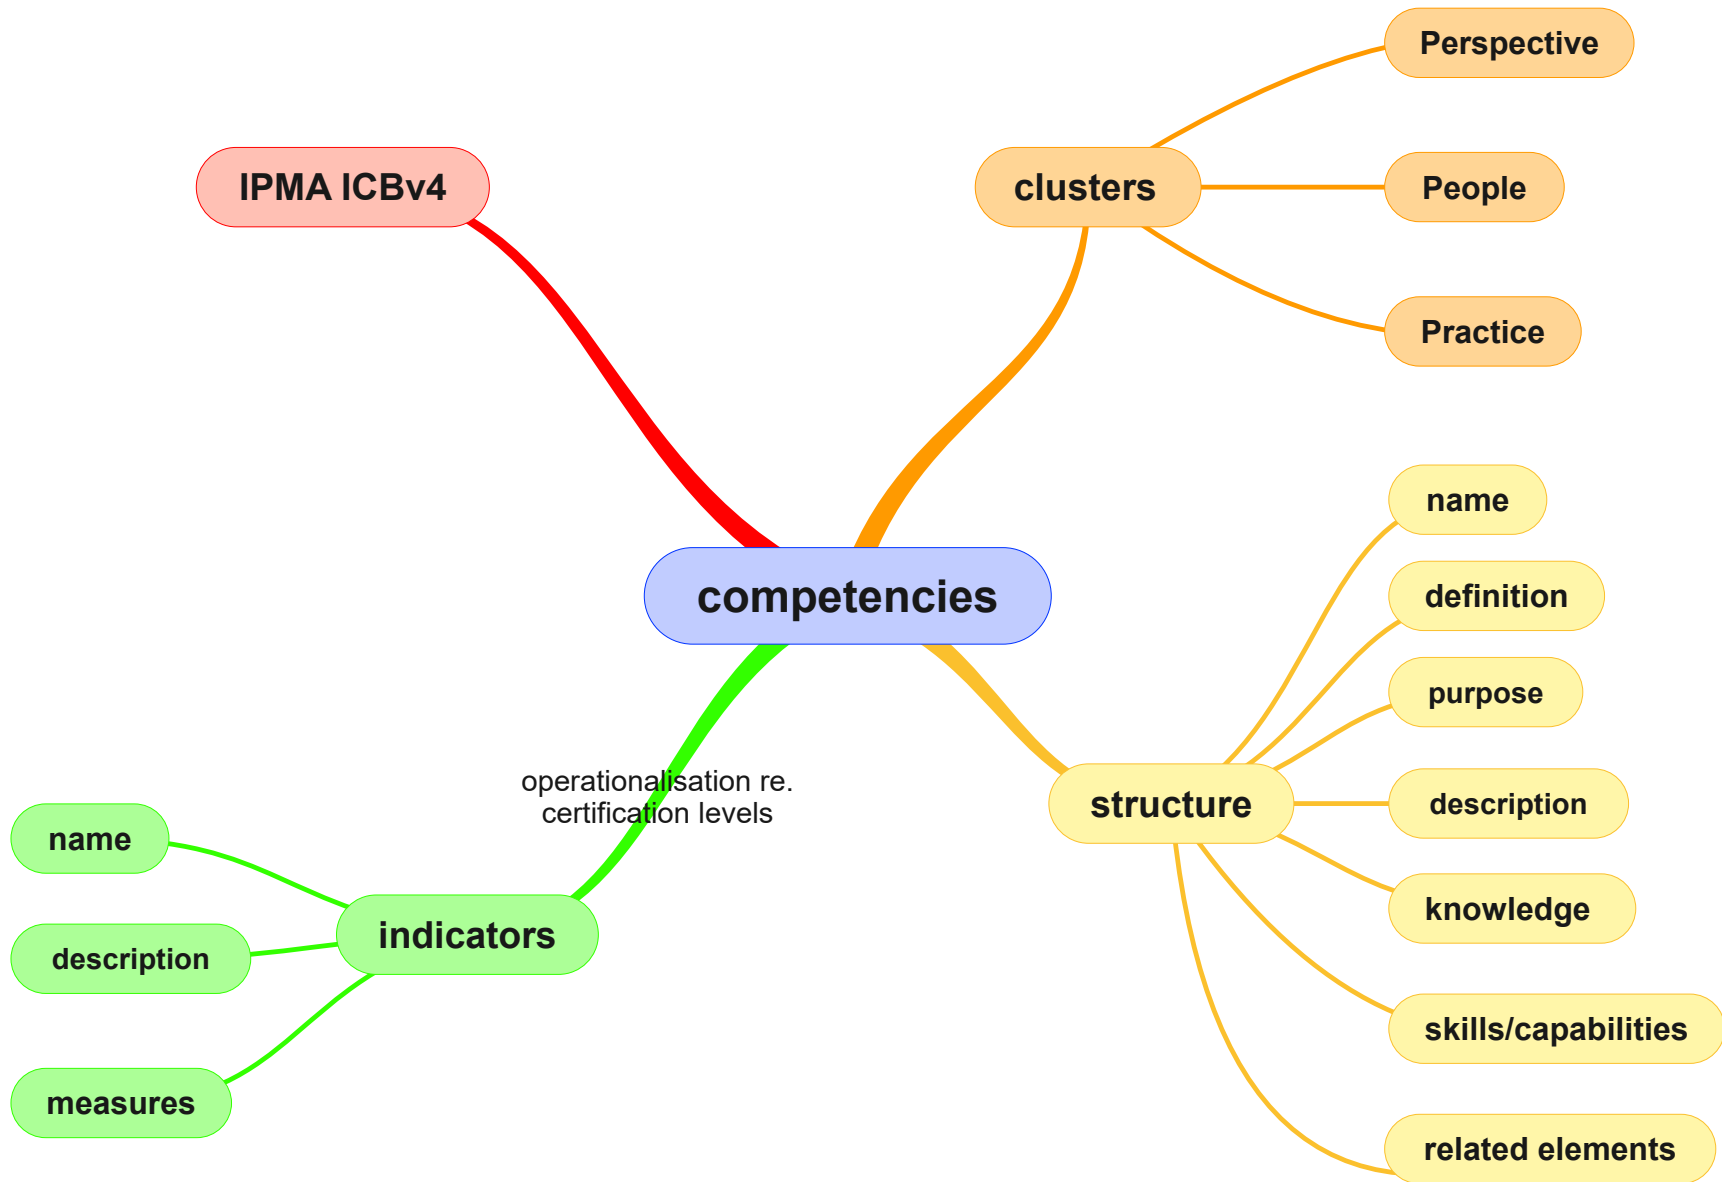 Perspective
IPMA ICBv4
clusters
People
Practice
name
definition
competencies
purpose
operationalisation re.
certification levels
structure
description
name
knowledge
indicators
description
skills/capabilities
measures
related elements